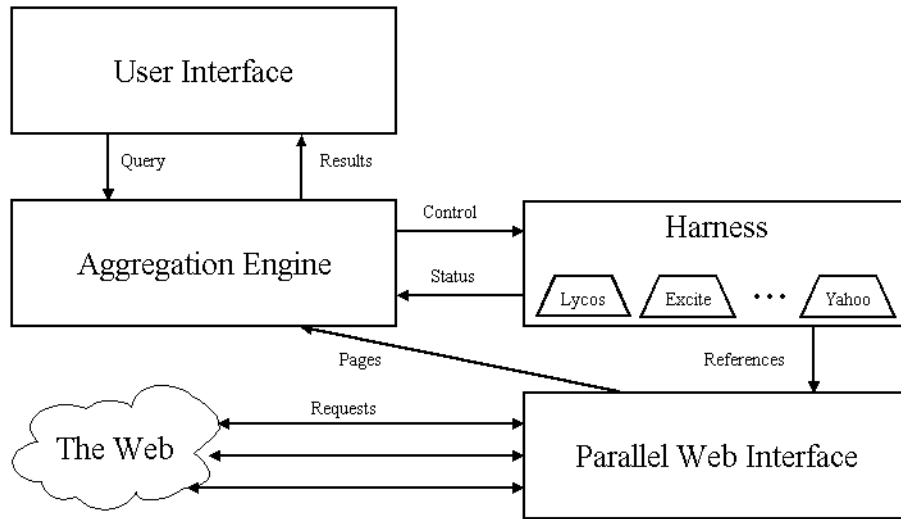 User Interface
Query
Results
Aggregation Engine
Control
Status
Harness
Lycos
Excite
...
Yahoo
Pages
References
Requests
The Web
Parallel Web Interface